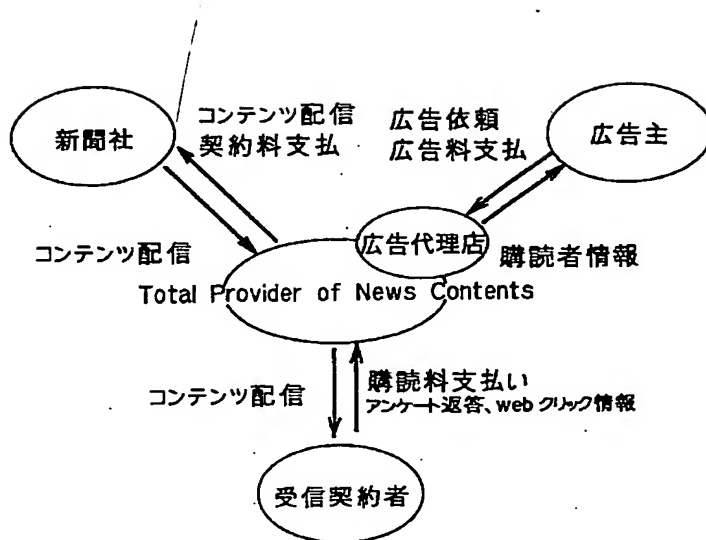 コンテンツ配信
契約料支払
広告依頼
広告料支払
新聞社
広告主
コンテンツ配信
広告代理店
購読者情報
Total Provider of News Contents
コンテンツ配信
購読料支払い
アンケート返答、webクリック情報
受信契約者